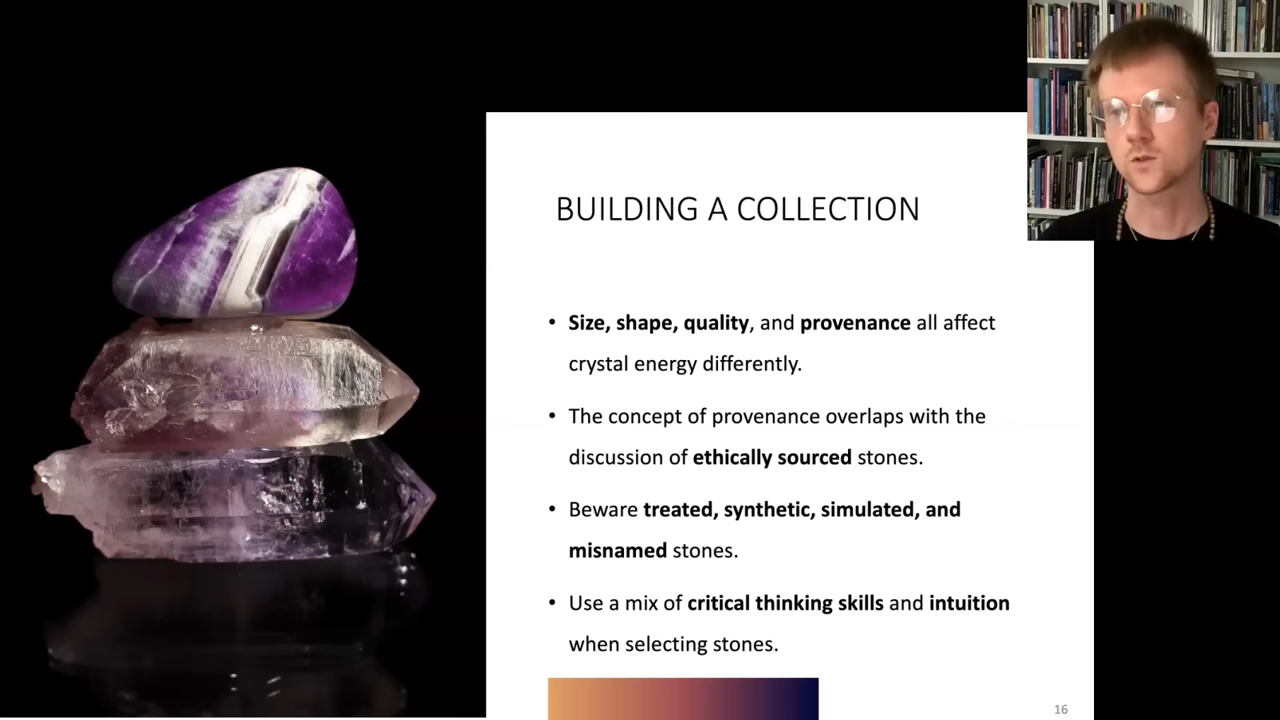 BUILDING A COLLECTION
• Size, shape, quality, and provenance all affect
crystal energy differently.
• The concept of provenance overlaps with the
discussion of ethically sourced stones.
• Beware treated, synthetic, simulated, and
misnamed stones.
• Use a mix of critical thinking skills and intuition
when selecting stones.
16